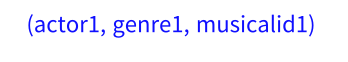 (actor1, genre1, musicalid1)